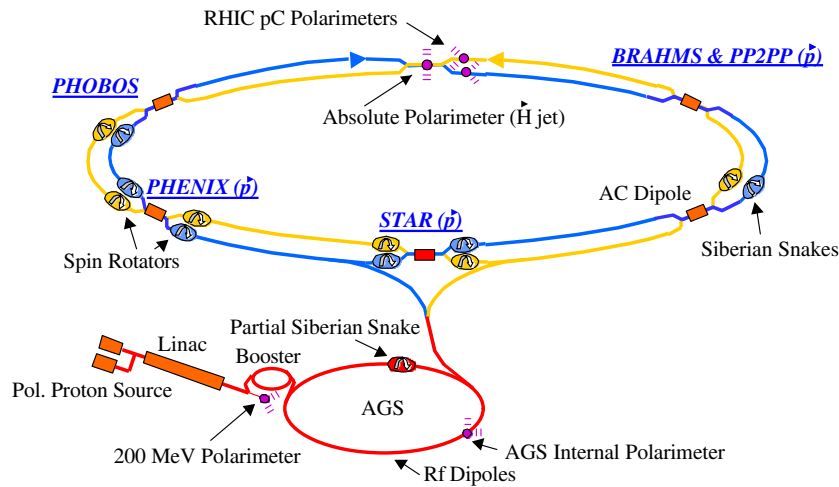 RHIC pC Polarimeters
BRAHMS & PP2PP (p)
PHOBOS
Absolute Polarimeter (H jet)
PHENIX (p)
AC Dipole
STAR (p)
Siberian Snakes
Spin Rotators
Partial Siberian Snake
Linac
Booster
Pol. Proton Source
AGS
200 MeV Polarimeter
AGS Internal Polarimeter
Rf Dipoles